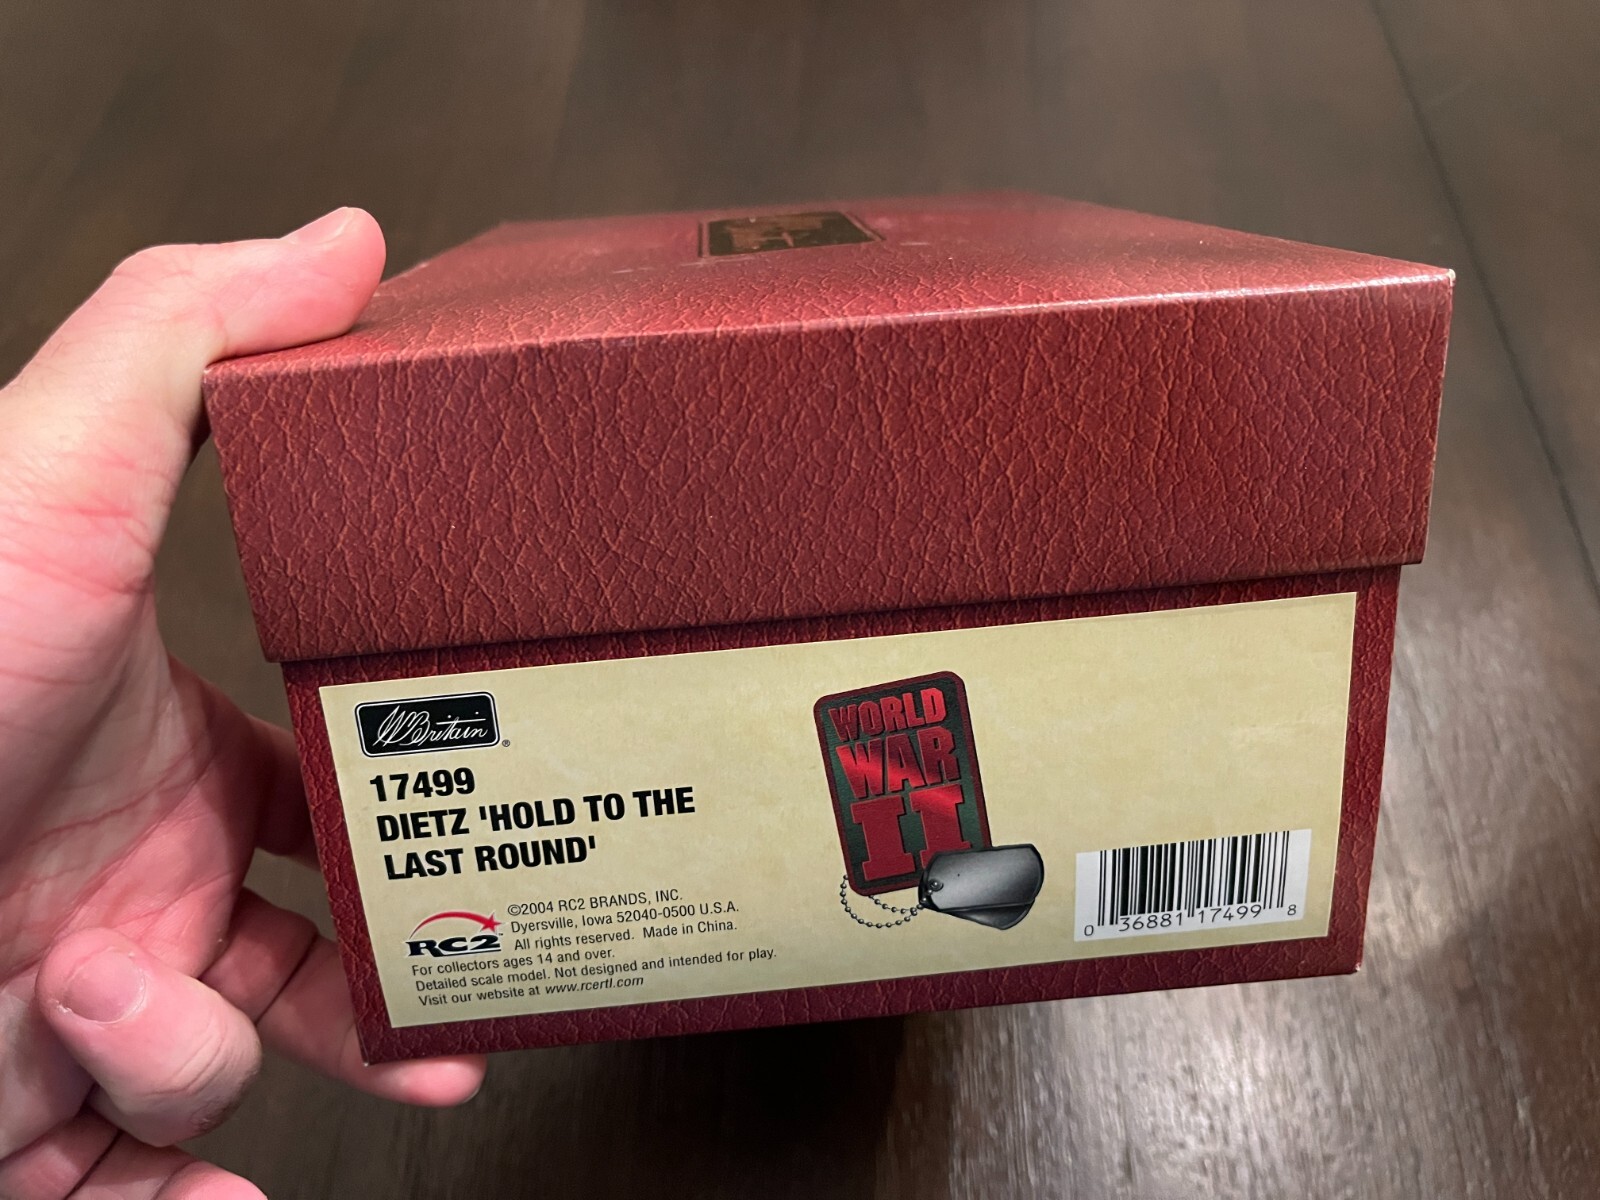 WBritain®
17499
DIETZ 'HOLD TO THE
LAST ROUND'
RC2™
©2004 RC2 BRANDS, INC.
Dyersville, Iowa 52040-0500 U.S.A.
All rights reserved. Made in China.
For collectors ages 14 and over.
Detailed scale model. Not designed and intended for play.
Visit our website at www.rcertl.com
WORLD
WAR
II
0 36881 17499 8